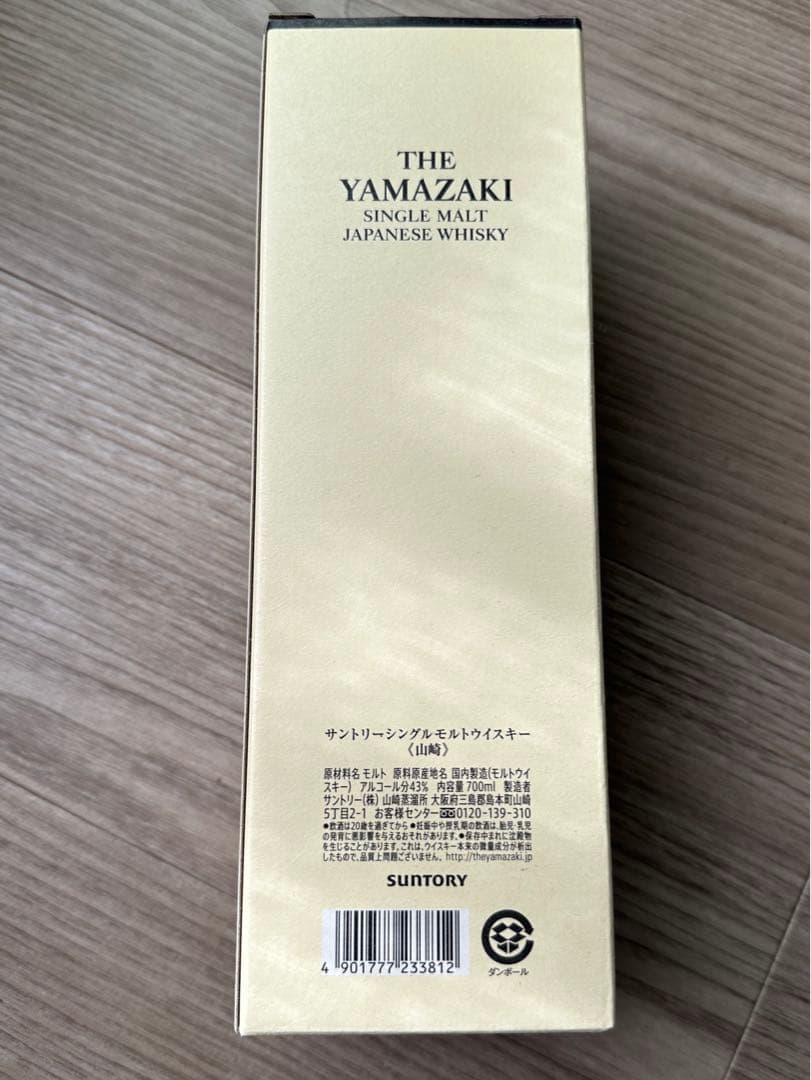 THE
YAMAZAKI
SINGLE MALT
JAPANESE WHISKY
サントリーシングルモルトウイスキー
《山崎》
原材料名 モルト 原料原産地名 国内製造(モルトウイ
スキー) アルコール分43% 内容量 700ml 製造者
サントリー(株) 山崎蒸溜所 大阪府三島郡島本町山崎
5丁目2-1 お客様センター 0120-139-310
●飲酒は20歳を過ぎてから ●妊娠中や授乳期の飲酒は、胎児・乳児
の発育に悪影響を与えるおそれがあります。●保存中まれに沈殿物
を生じることがあります。これは、ウイスキー本来の微量成分が析出
したもので、品質上問題ございません。 http://theyamazaki.jp
SUNTORY
4 901777 233812
ダンボール